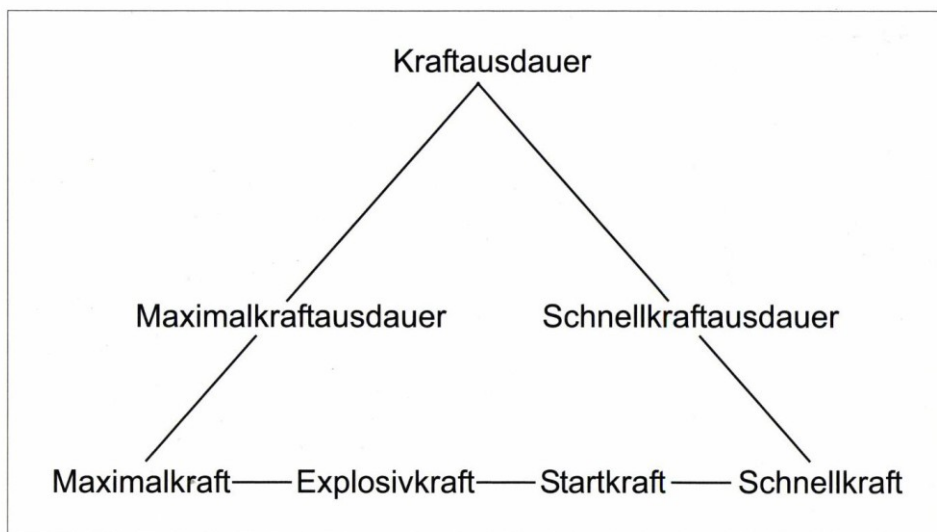 Kraftausdauer
Maximalkraftausdauer Schnellkraftausdauer
Maximalkraft Explosivkraft Startkraft Schnellkraft